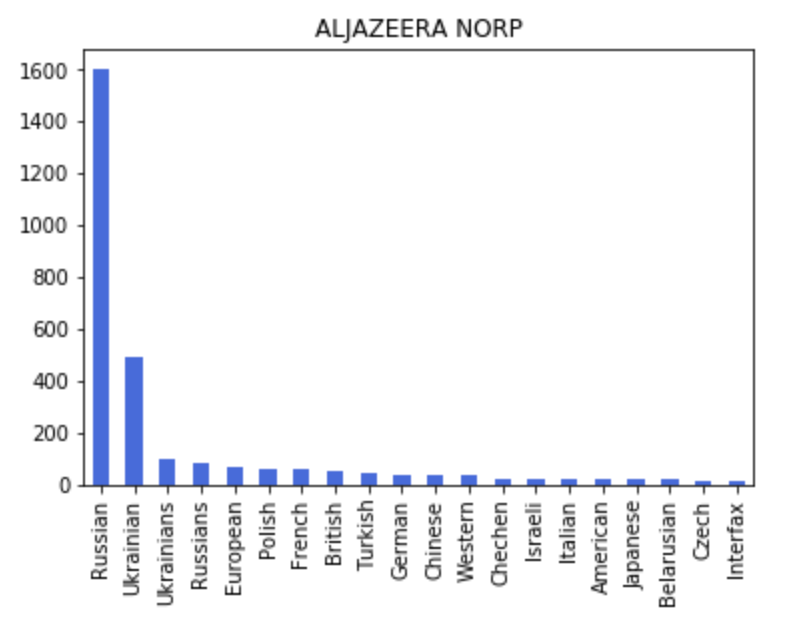 ALJAZEERA NORP
1600
1400
1200
1000
800
600
400
200
0
Russian
Ukrainian
Ukrainians
Russians
European
Polish
French
British
Turkish
German
Chinese
Western
Chechen
Israeli
Italian
American
Japanese
Belarusian
Czech
Interfax